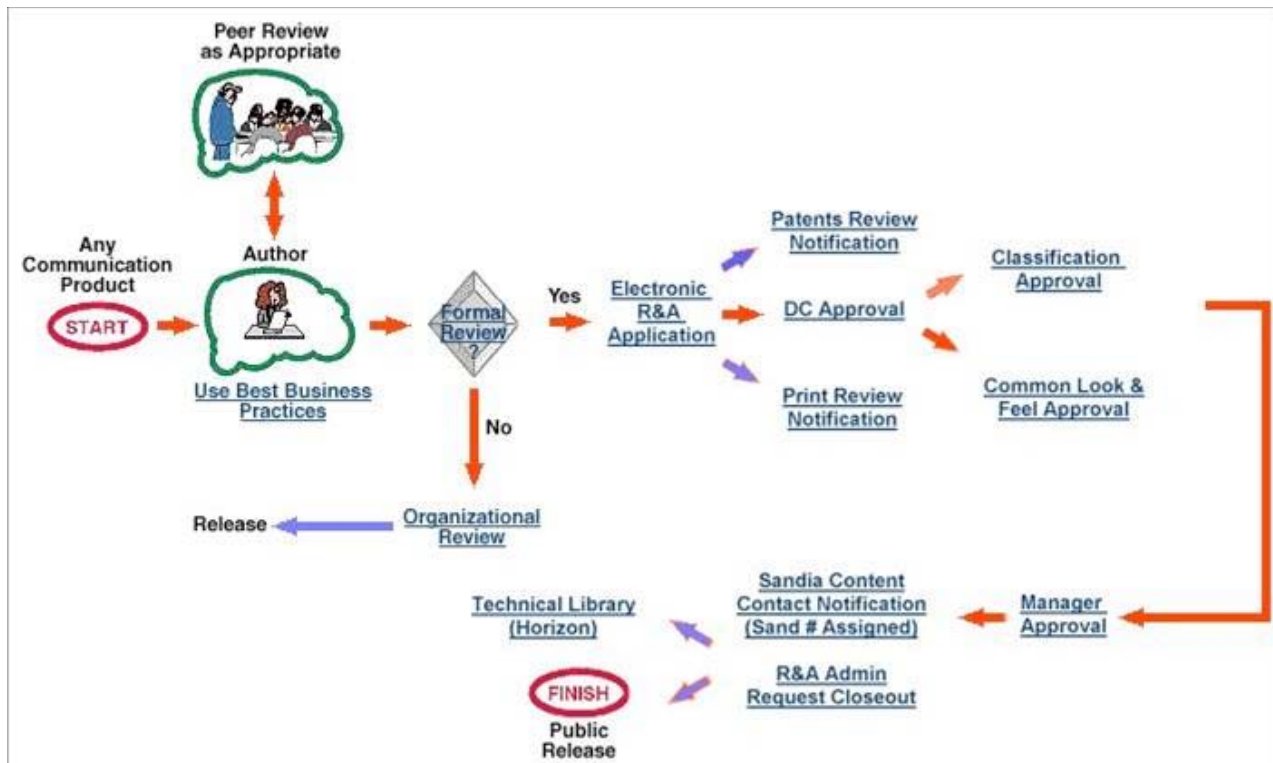 Peer Review
as Appropriate
Any
Communication
Product
START
Author
Use Best Business
Practices
Formal
Review
?
Yes
No
Electronic
R&A
Application
Patents Review
Notification
DC Approval
Print Review
Notification
Classification
Approval
Common Look &
Feel Approval
Release
Organizational
Review
Manager
Approval
Sandia Content
Contact Notification
(Sand # Assigned)
R&A Admin
Request Closeout
Technical Library
(Horizon)
FINISH
Public
Release